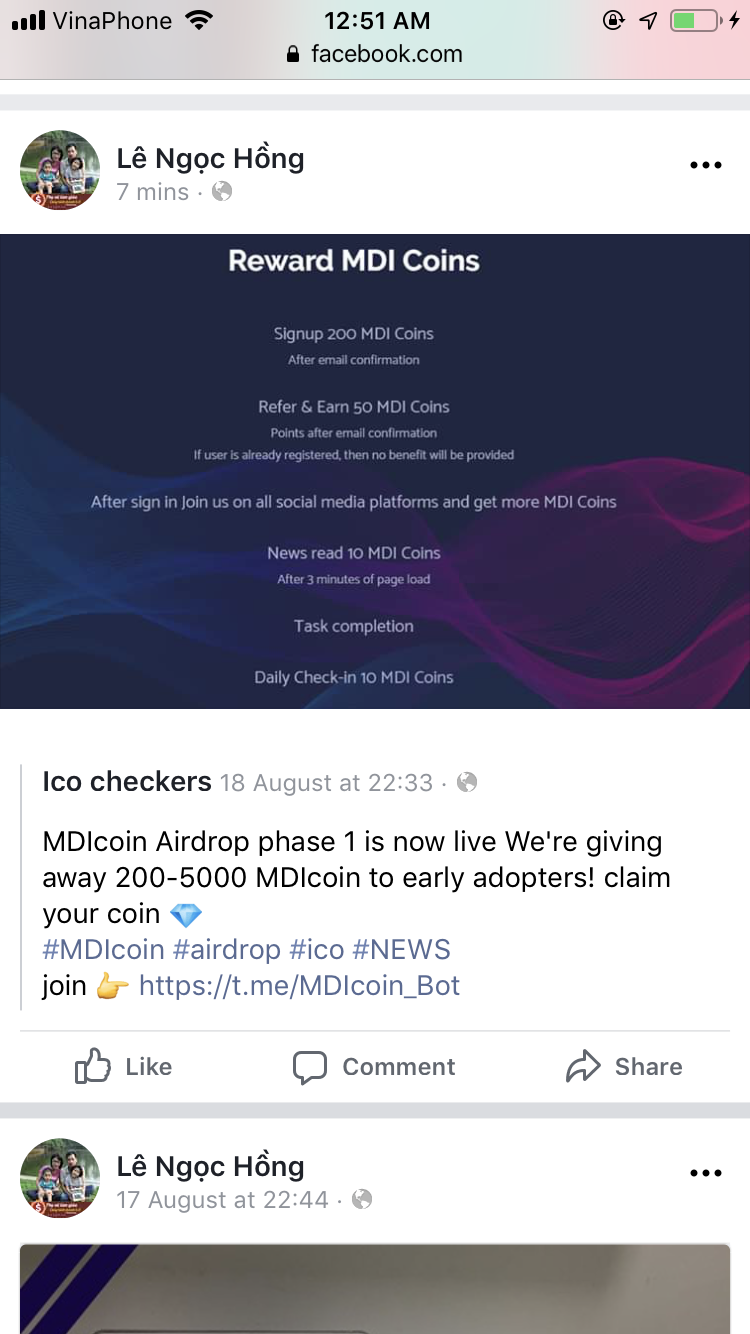 VinaPhone 12:51 AM
facebook.com
Lê Ngọc Hồng
7 mins ·
Reward MDI Coins
Signup 200 MDI Coins
After email confirmation
Refer & Earn 50 MDI Coins
Points after email confirmation
If user is already registered, then no benefit will be provided
After sign in Join us on all social media platforms and get more MDI Coins
News read 10 MDI Coins
After 3 minutes of page load
Task completion
Daily Check-in 10 MDI Coins
Ico checkers 18 August at 22:33 ·
MDIcoin Airdrop phase 1 is now live We're giving
away 200-5000 MDIcoin to early adopters! claim
your coin 💎
#MDIcoin #airdrop #ico #NEWS
join 👉 https://t.me/MDIcoin_Bot
Like Comment Share
Lê Ngọc Hồng
17 August at 22:44 ·